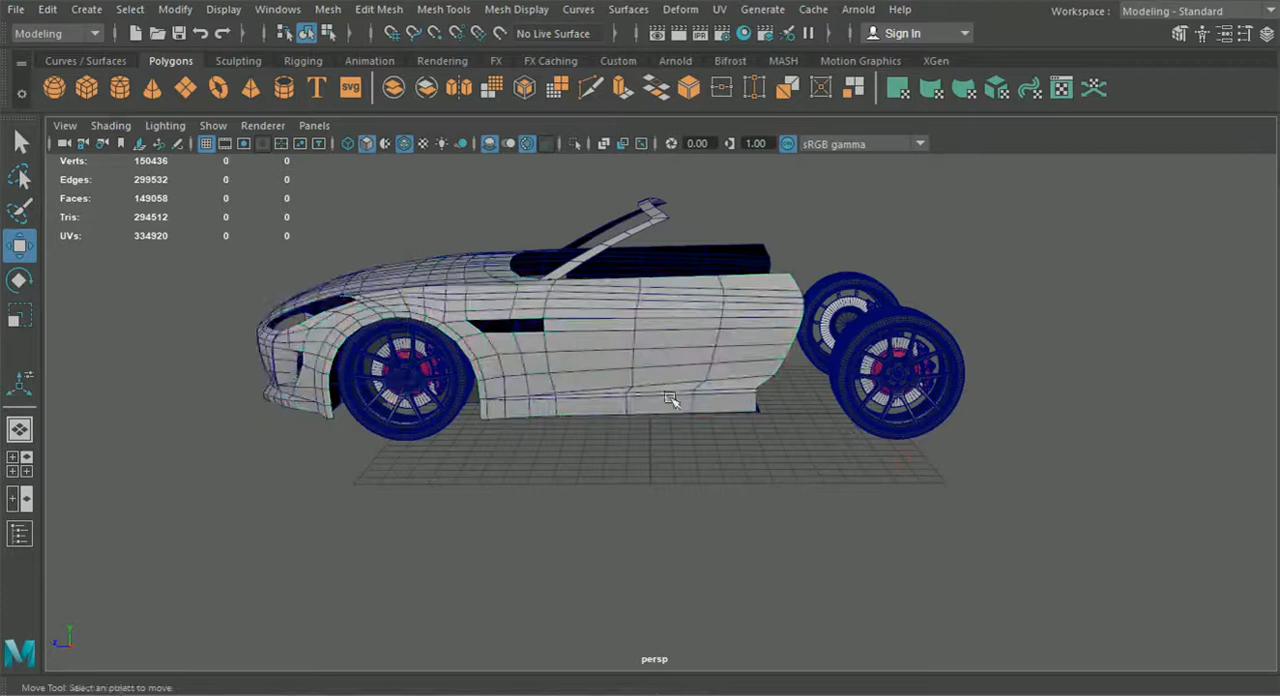 File Edit Create Select Modify Display Windows Mesh Edit Mesh Mesh Tools Mesh Display Curves Surfaces Deform UV Generate Cache Arnold Help Workspace : Modeling - Standard
Modeling No Live Surface Sign In
Curves / Surfaces Polygons Sculpting Rigging Animation Rendering FX FX Caching Custom Arnold Bifrost MASH Motion Graphics XGen
T SVG
View Shading Lighting Show Renderer Panels
0.00 1.00 sRGB gamma
Verts: 150436 0 0
Edges: 299532 0 0
Faces: 149058 0 0
Tris: 294512 0 0
UVs: 334920 0 0
persp
Move Tool: Select an object to move.